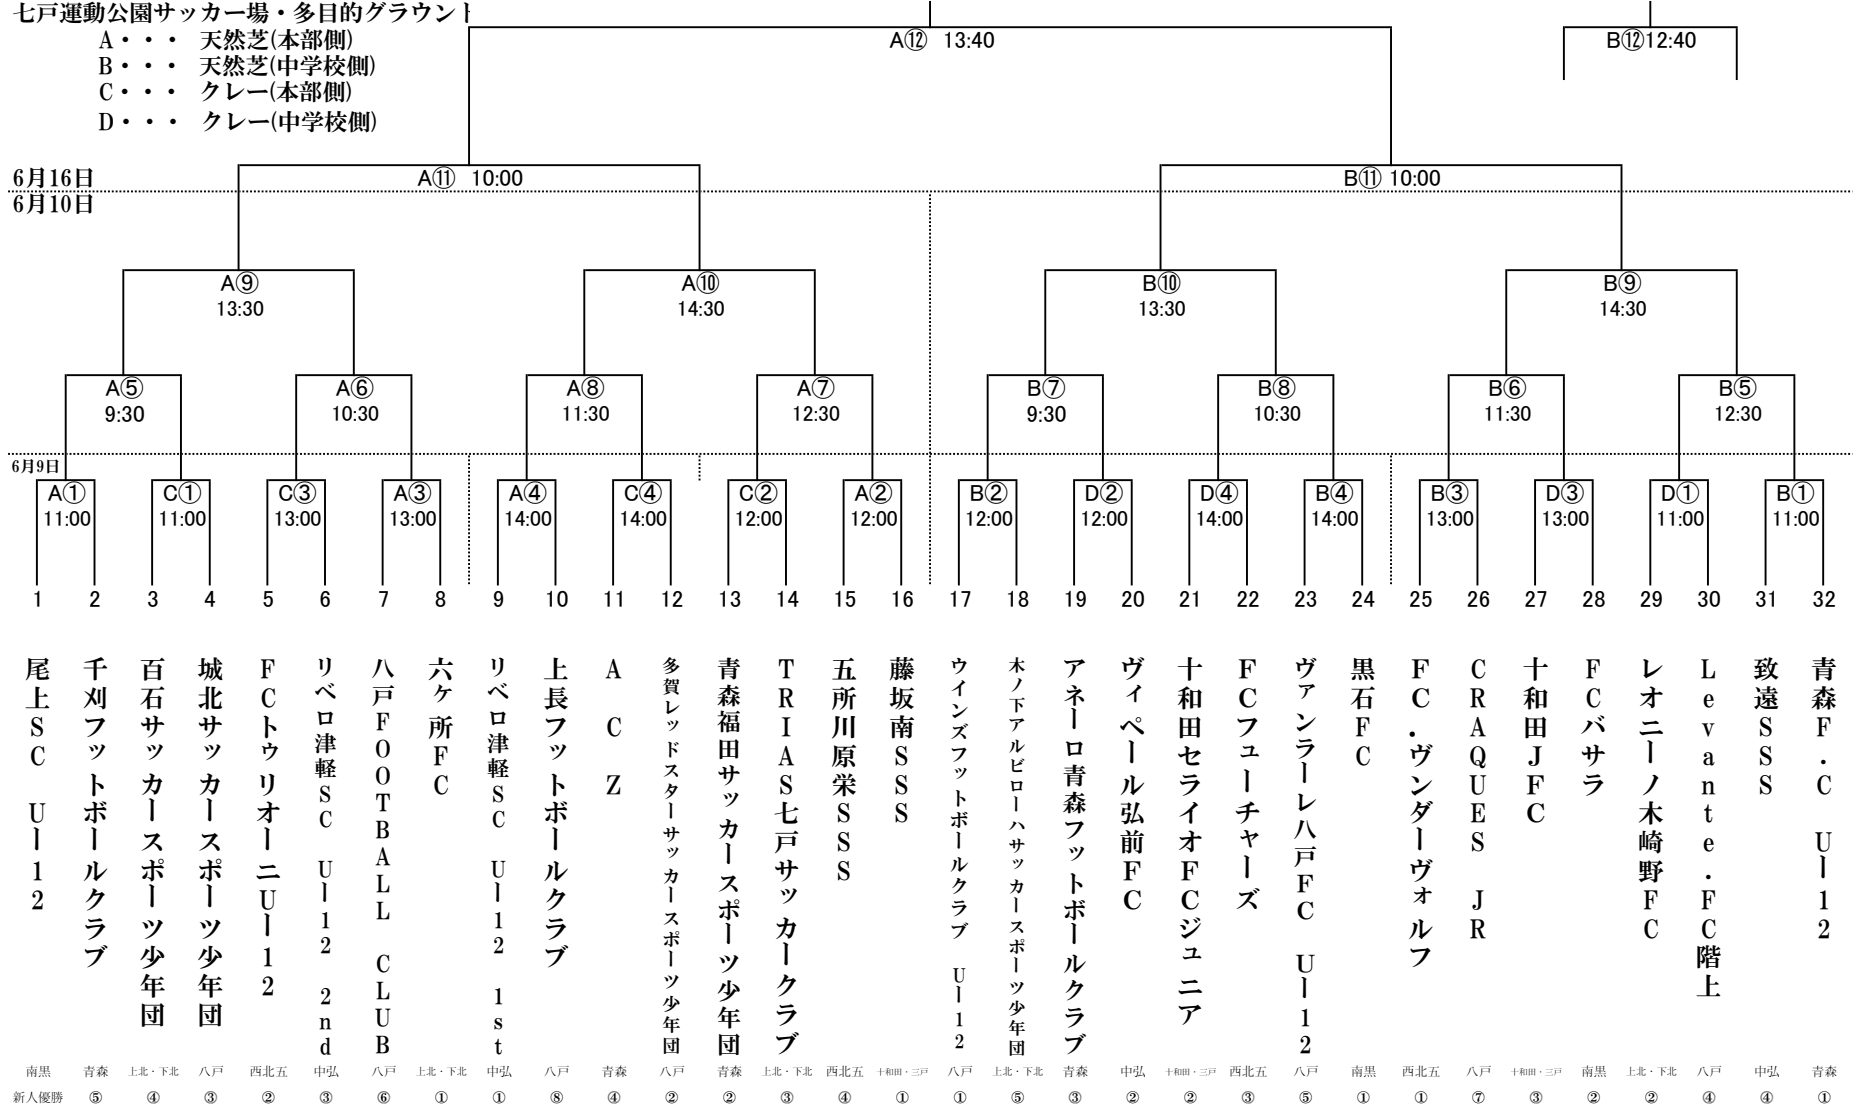 七戸運動公園サッカー場・多目的グラウント
A・・・ 天然芝(本部側)
B・・・ 天然芝(中学校側)
C・・・ クレー(本部側)
D・・・ クレー(中学校側)
A⑫ 13:40
B⑫12:40
6月16日
A⑪ 10:00
B⑪ 10:00
6月10日
A⑨ A⑩ B⑩ B⑨
13:30 14:30 13:30 14:30
A⑤ A⑥ A⑧ A⑦ B⑦ B⑧ B⑥ B⑤
9:30 10:30 11:30 12:30 9:30 10:30 11:30 12:30
6月9日
A① C① C③ A③ A④ C④ C② A② B② D② D④ B④ B③ D③ D① B①
11:00 11:00 13:00 13:00 14:00 14:00 12:00 12:00 12:00 12:00 14:00 14:00 13:00 13:00 11:00 11:00
1 2 3 4 5 6 7 8 9 10 11 12 13 14 15 16 17 18 19 20 21 22 23 24 25 26 27 28 29 30 31 32
尾上SC Uー12
千刈フットボールクラブ
百石サッカースポーツ少年団
城北サッカースポーツ少年団
FCトゥリオーニUー12
リベロ津軽SC Uー12 2nd
八戸FOOTBALL CLUB
六ケ所FC
リベロ津軽SC Uー12 1st
上長フットボールクラブ
A C Z
多賀レッドスターサッカースポーツ少年団
青森福田サッカースポーツ少年団
TRIAS七戸サッカークラブ
五所川原栄SSS
藤坂南SSS
ウインズフットボールクラブ Uー12
木ノ下アルビローハサッカースポーツ少年団
アネーロ青森フットボールクラブ
ヴィペール弘前FC
十和田セライオFCジュニア
FCフューチャーズ
ヴァンラーレ八戸FC Uー12
黒石FC
FC.ヴンダーヴォルフ
CRAQUES JR
十和田JFC
FCバサラ
レオニーノ木崎野FC
Levante.FC階上
致遠SSS
青森F.C Uー12
南黒 青森 上北・下北 八戸 西北五 中弘 八戸 上北・下北 中弘 八戸 青森 八戸 青森 上北・下北 西北五 十和田・三戸 八戸 上北・下北 青森 中弘 十和田・三戸 西北五 八戸 南黒 西北五 八戸 十和田・三戸 南黒 上北・下北 八戸 中弘 青森
新人優勝 ⑤ ④ ③ ② ③ ⑥ ① ① ⑧ ④ ② ② ③ ④ ① ① ⑤ ③ ② ② ③ ⑤ ① ① ⑦ ③ ② ② ④ ④ ①